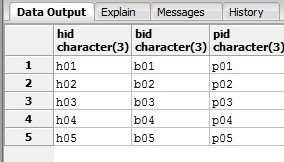 Data Output Explain Messages History
hid bid pid
character(3) character(3) character(3)
1 h01 b01 p01
2 h02 b02 p02
3 h03 b03 p03
4 h04 b04 p04
5 h05 b05 p05